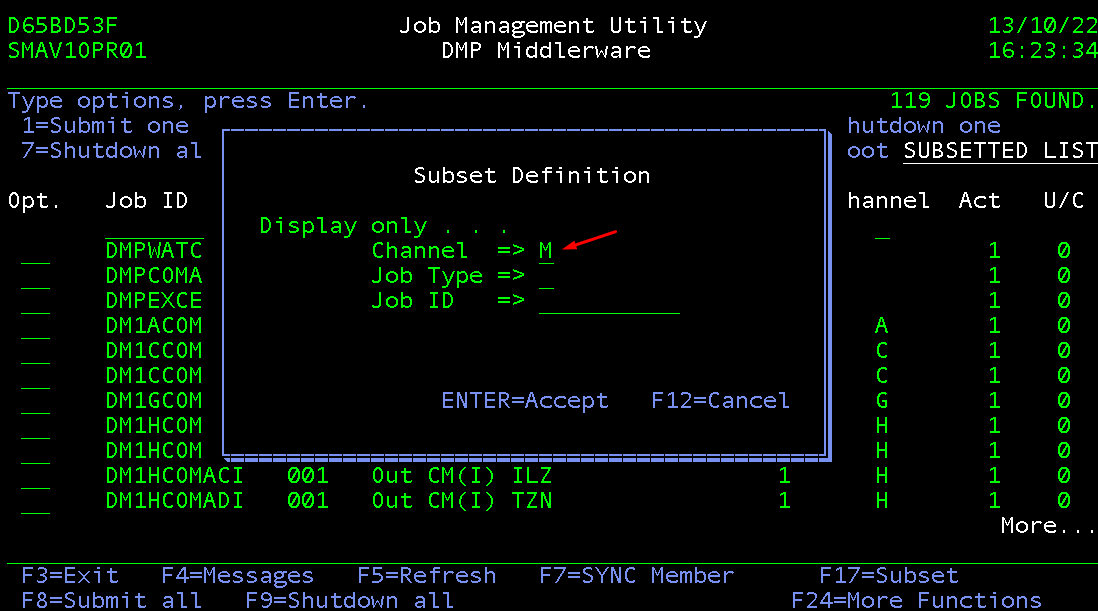 D65BD53F Job Management Utility 13/10/22
SMAV1OPR01 DMP Middlerware 16:23:34
Type options, press Enter. 119 JOBS FOUND.
1=Submit one hutdown one
7=Shutdown al oot SUBSETTED LIST
Subset Definition
Opt. Job ID hannel Act U/C
Display only . . .
DMPWATC Channel => M 1 0
DMPCOMA Job Type => _ 1 0
DMPEXCE Job ID => __________ 1 0
DM1ACOM A 1 0
DM1CCOM C 1 0
DM1CCOM C 1 0
DM1GCOM ENTER=Accept F12=Cancel G 1 0
DM1HCOM H 1 0
DM1HCOM H 1 0
DM1HCOMACI 001 Out CM(I) ILZ 1 H 1 0
DM1HCOMADI 001 Out CM(I) TZN 1 H 1 0
More...
F3=Exit F4=Messages F5=Refresh F7=SYNC Member F17=Subset
F8=Submit all F9=Shutdown all F24=More Functions